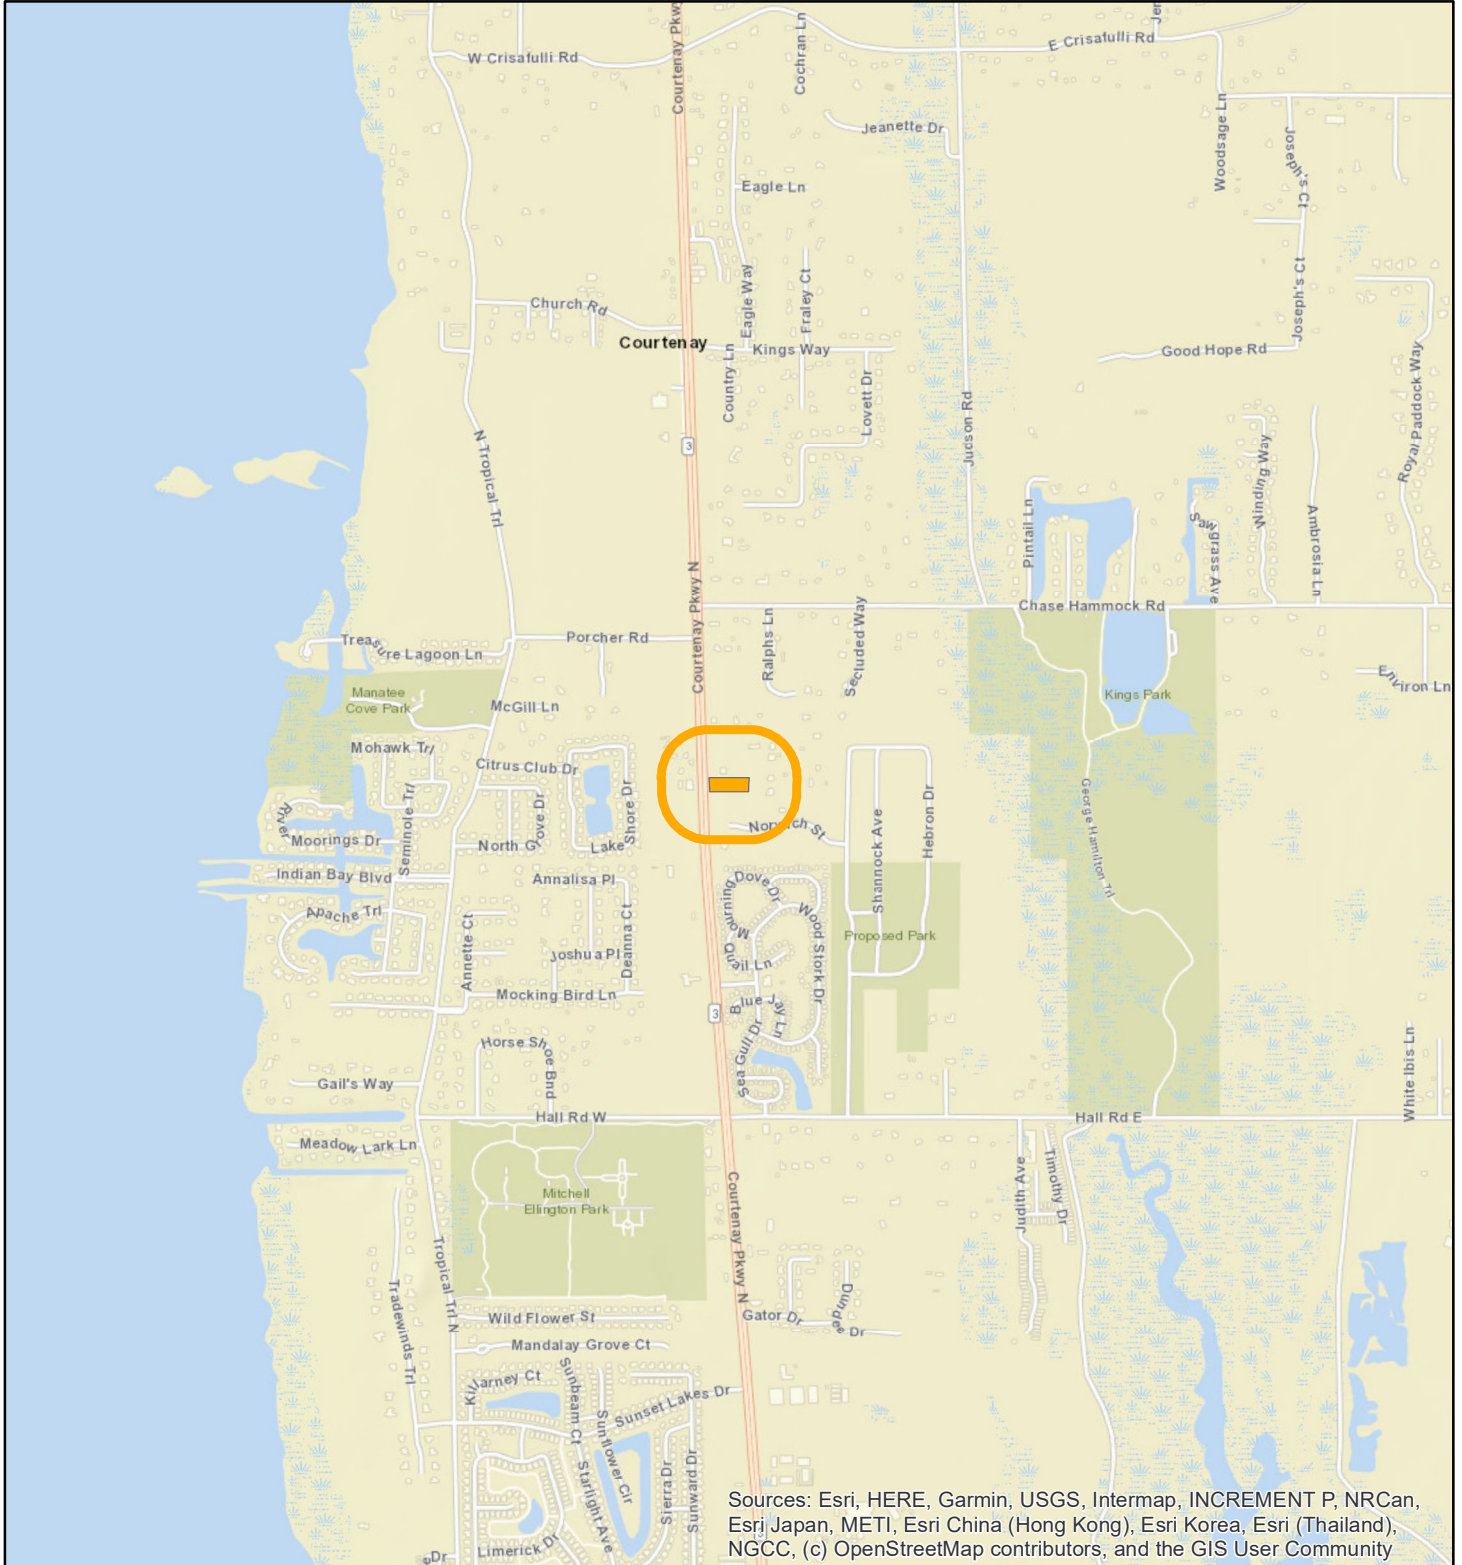 Courtenay Pkwy
Cochran Ln
Jer
W Crisafulli Rd
E Crisafulli Rd
Jeanette Dr
Woodsage Ln
Joseph's Ct
Eagle Ln
Eagle Way
Fraley Ct
Joseph's Ct
Church Rd
Courtenay
Kings Way
Good Hope Rd
Country Ln
Lovett Dr
Judson Rd
Royal Paddock Way
3
N Tropical Trl
Winding Way
Pintail Ln
Sawgrass Ave
Ambrosia Ln
Courtenay Pkwy N
Chase Hammock Rd
Porcher Rd
Treasure Lagoon Ln
Ralphs Ln
Secluded Way
Environ Ln
Manatee
Cove Park
McGill Ln
Kings Park
Mohawk Trl
Citrus Club Dr
Seminole Trl
Grove Dr
Shore Dr
Hebron Dr
George Hamilton Trl
River
Moorings Dr
North G
Lake
Norwich St
Shannock Ave
Indian Bay Blvd
Annalisa Pl
Mourning
Dove Dr
Apache Trl
Annette Ct
Deanna Ct
Wood Stork Dr
Proposed Park
Joshua Pl
Quail Ln
Mocking Bird Ln
Blue Jay Ln
3
Sea Gull Dr
Horse Shoe Bnd
White Ibis Ln
Gail's Way
Hall Rd W
Hall Rd E
Meadow Lark Ln
Judith Ave
Timothy Dr
Mitchell
Ellington Park
Courtenay Pkwy N
Tropical Trl N
Tradewinds Trl
Wild Flower St
Gator Dr
Dundee Dr
Mandalay Grove Ct
Killarney Ct
Sunbeam Ct
Sunflower Cir
Sunset Lakes Dr
Starlight Ave
Sierra Dr
Sunward Dr
Limerick Dr
Dr
Sources: Esri, HERE, Garmin, USGS, Intermap, INCREMENT P, NRCan,
Esri Japan, METI, Esri China (Hong Kong), Esri Korea, Esri (Thailand),
NGCC, (c) OpenStreetMap contributors, and the GIS User Community